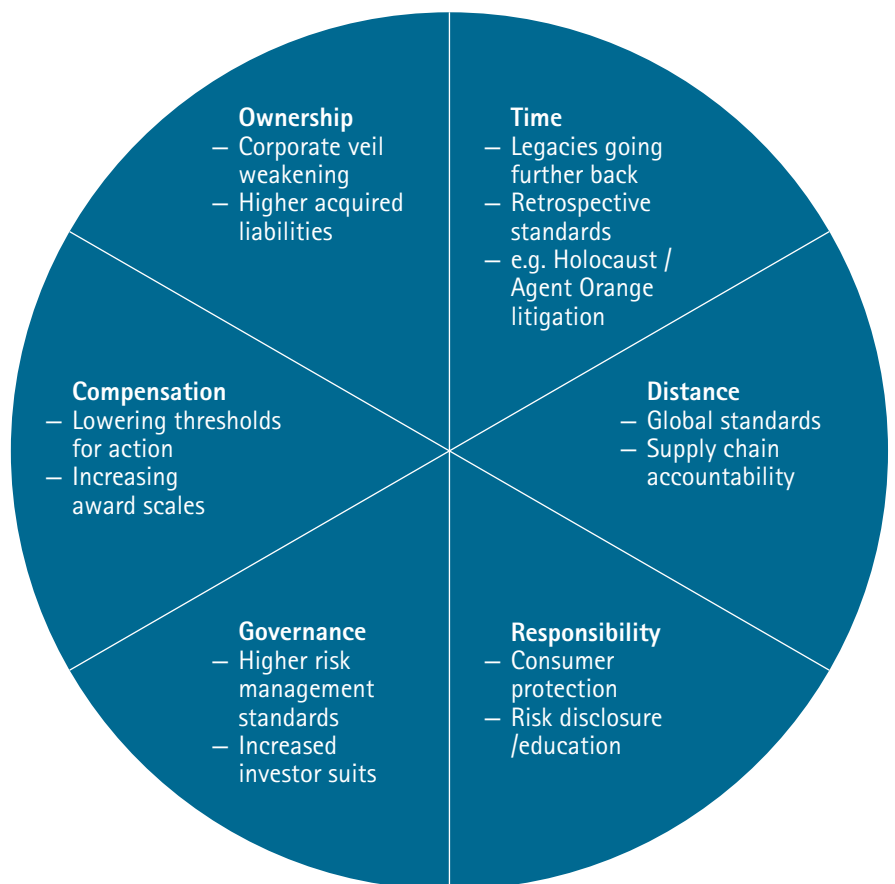 Ownership
– Corporate veil
weakening
– Higher acquired
liabilities
Time
– Legacies going
further back
– Retrospective
standards
– e.g. Holocaust /
Agent Orange
litigation
Compensation
– Lowering thresholds
for action
– Increasing
award scales
Distance
– Global standards
– Supply chain
accountability
Governance
– Higher risk
management
standards
– Increased
investor suits
Responsibility
– Consumer
protection
– Risk disclosure
/education